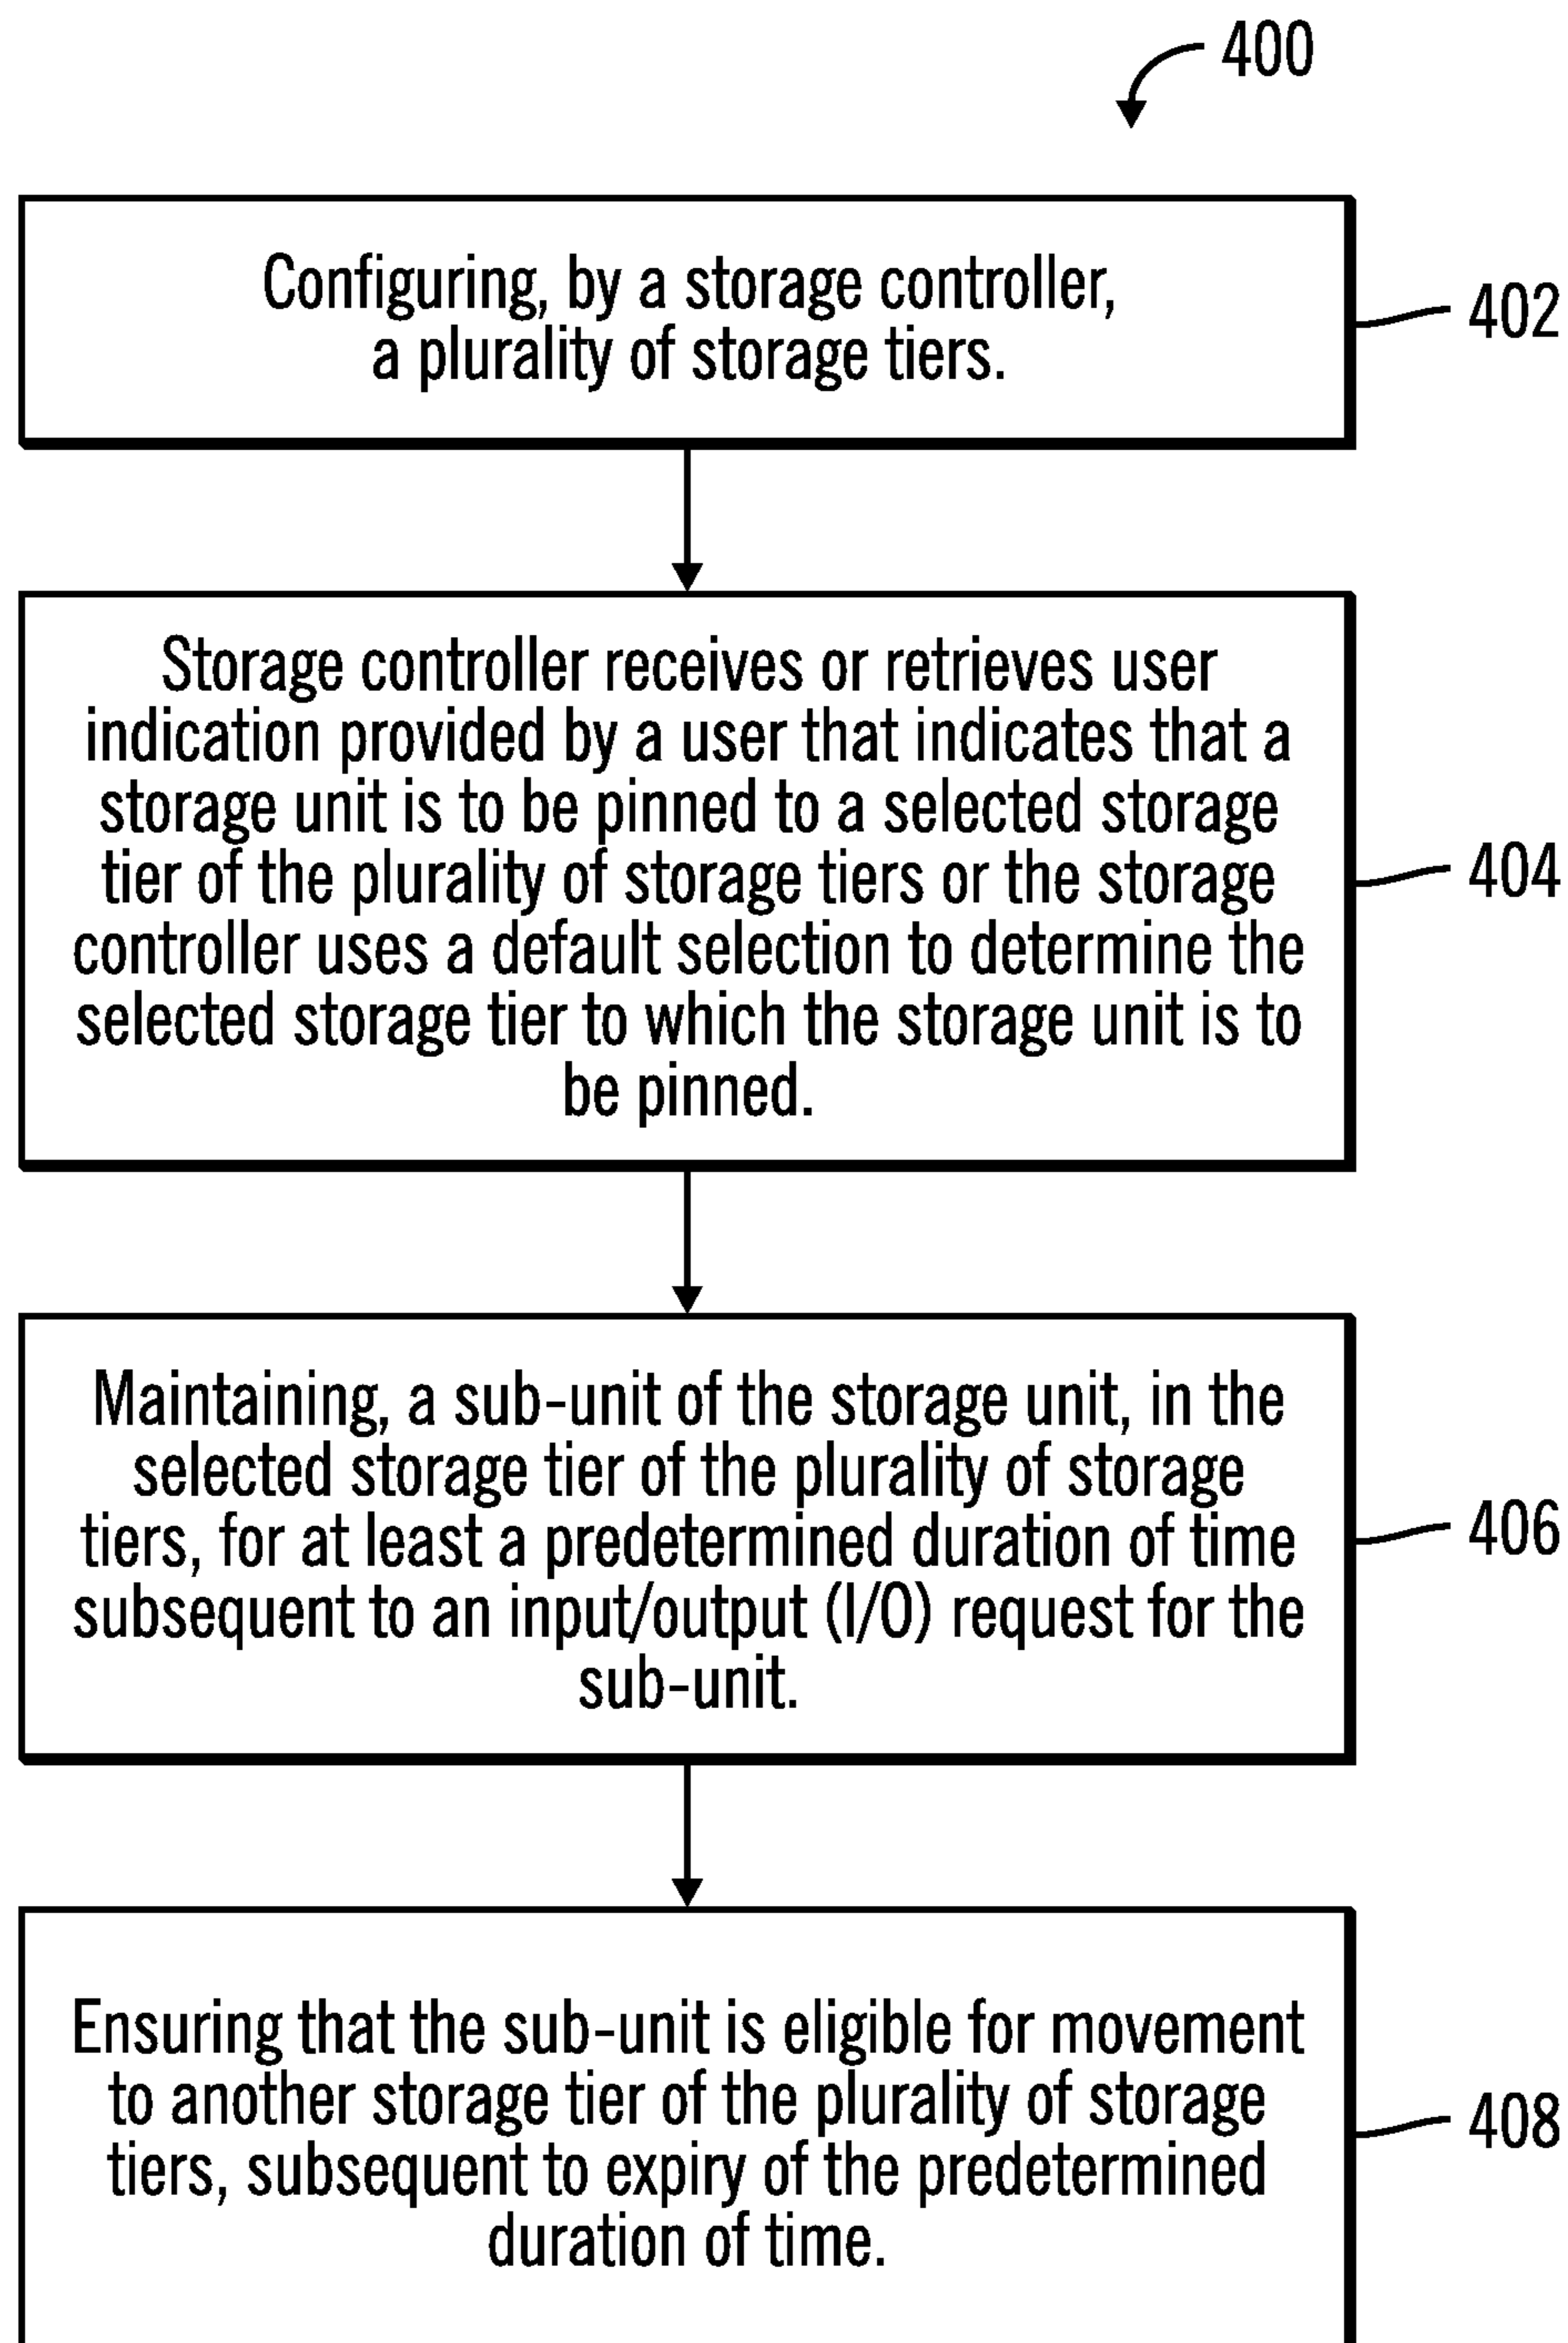 400
Configuring, by a storage controller,
a plurality of storage tiers.
402
Storage controller receives or retrieves user
indication provided by a user that indicates that a
storage unit is to be pinned to a selected storage
tier of the plurality of storage tiers or the storage
controller uses a default selection to determine the
selected storage tier to which the storage unit is to
be pinned.
404
Maintaining, a sub-unit of the storage unit, in the
selected storage tier of the plurality of storage
tiers, for at least a predetermined duration of time
subsequent to an input/output (I/O) request for the
sub-unit.
406
Ensuring that the sub-unit is eligible for movement
to another storage tier of the plurality of storage
tiers, subsequent to expiry of the predetermined
duration of time.
408